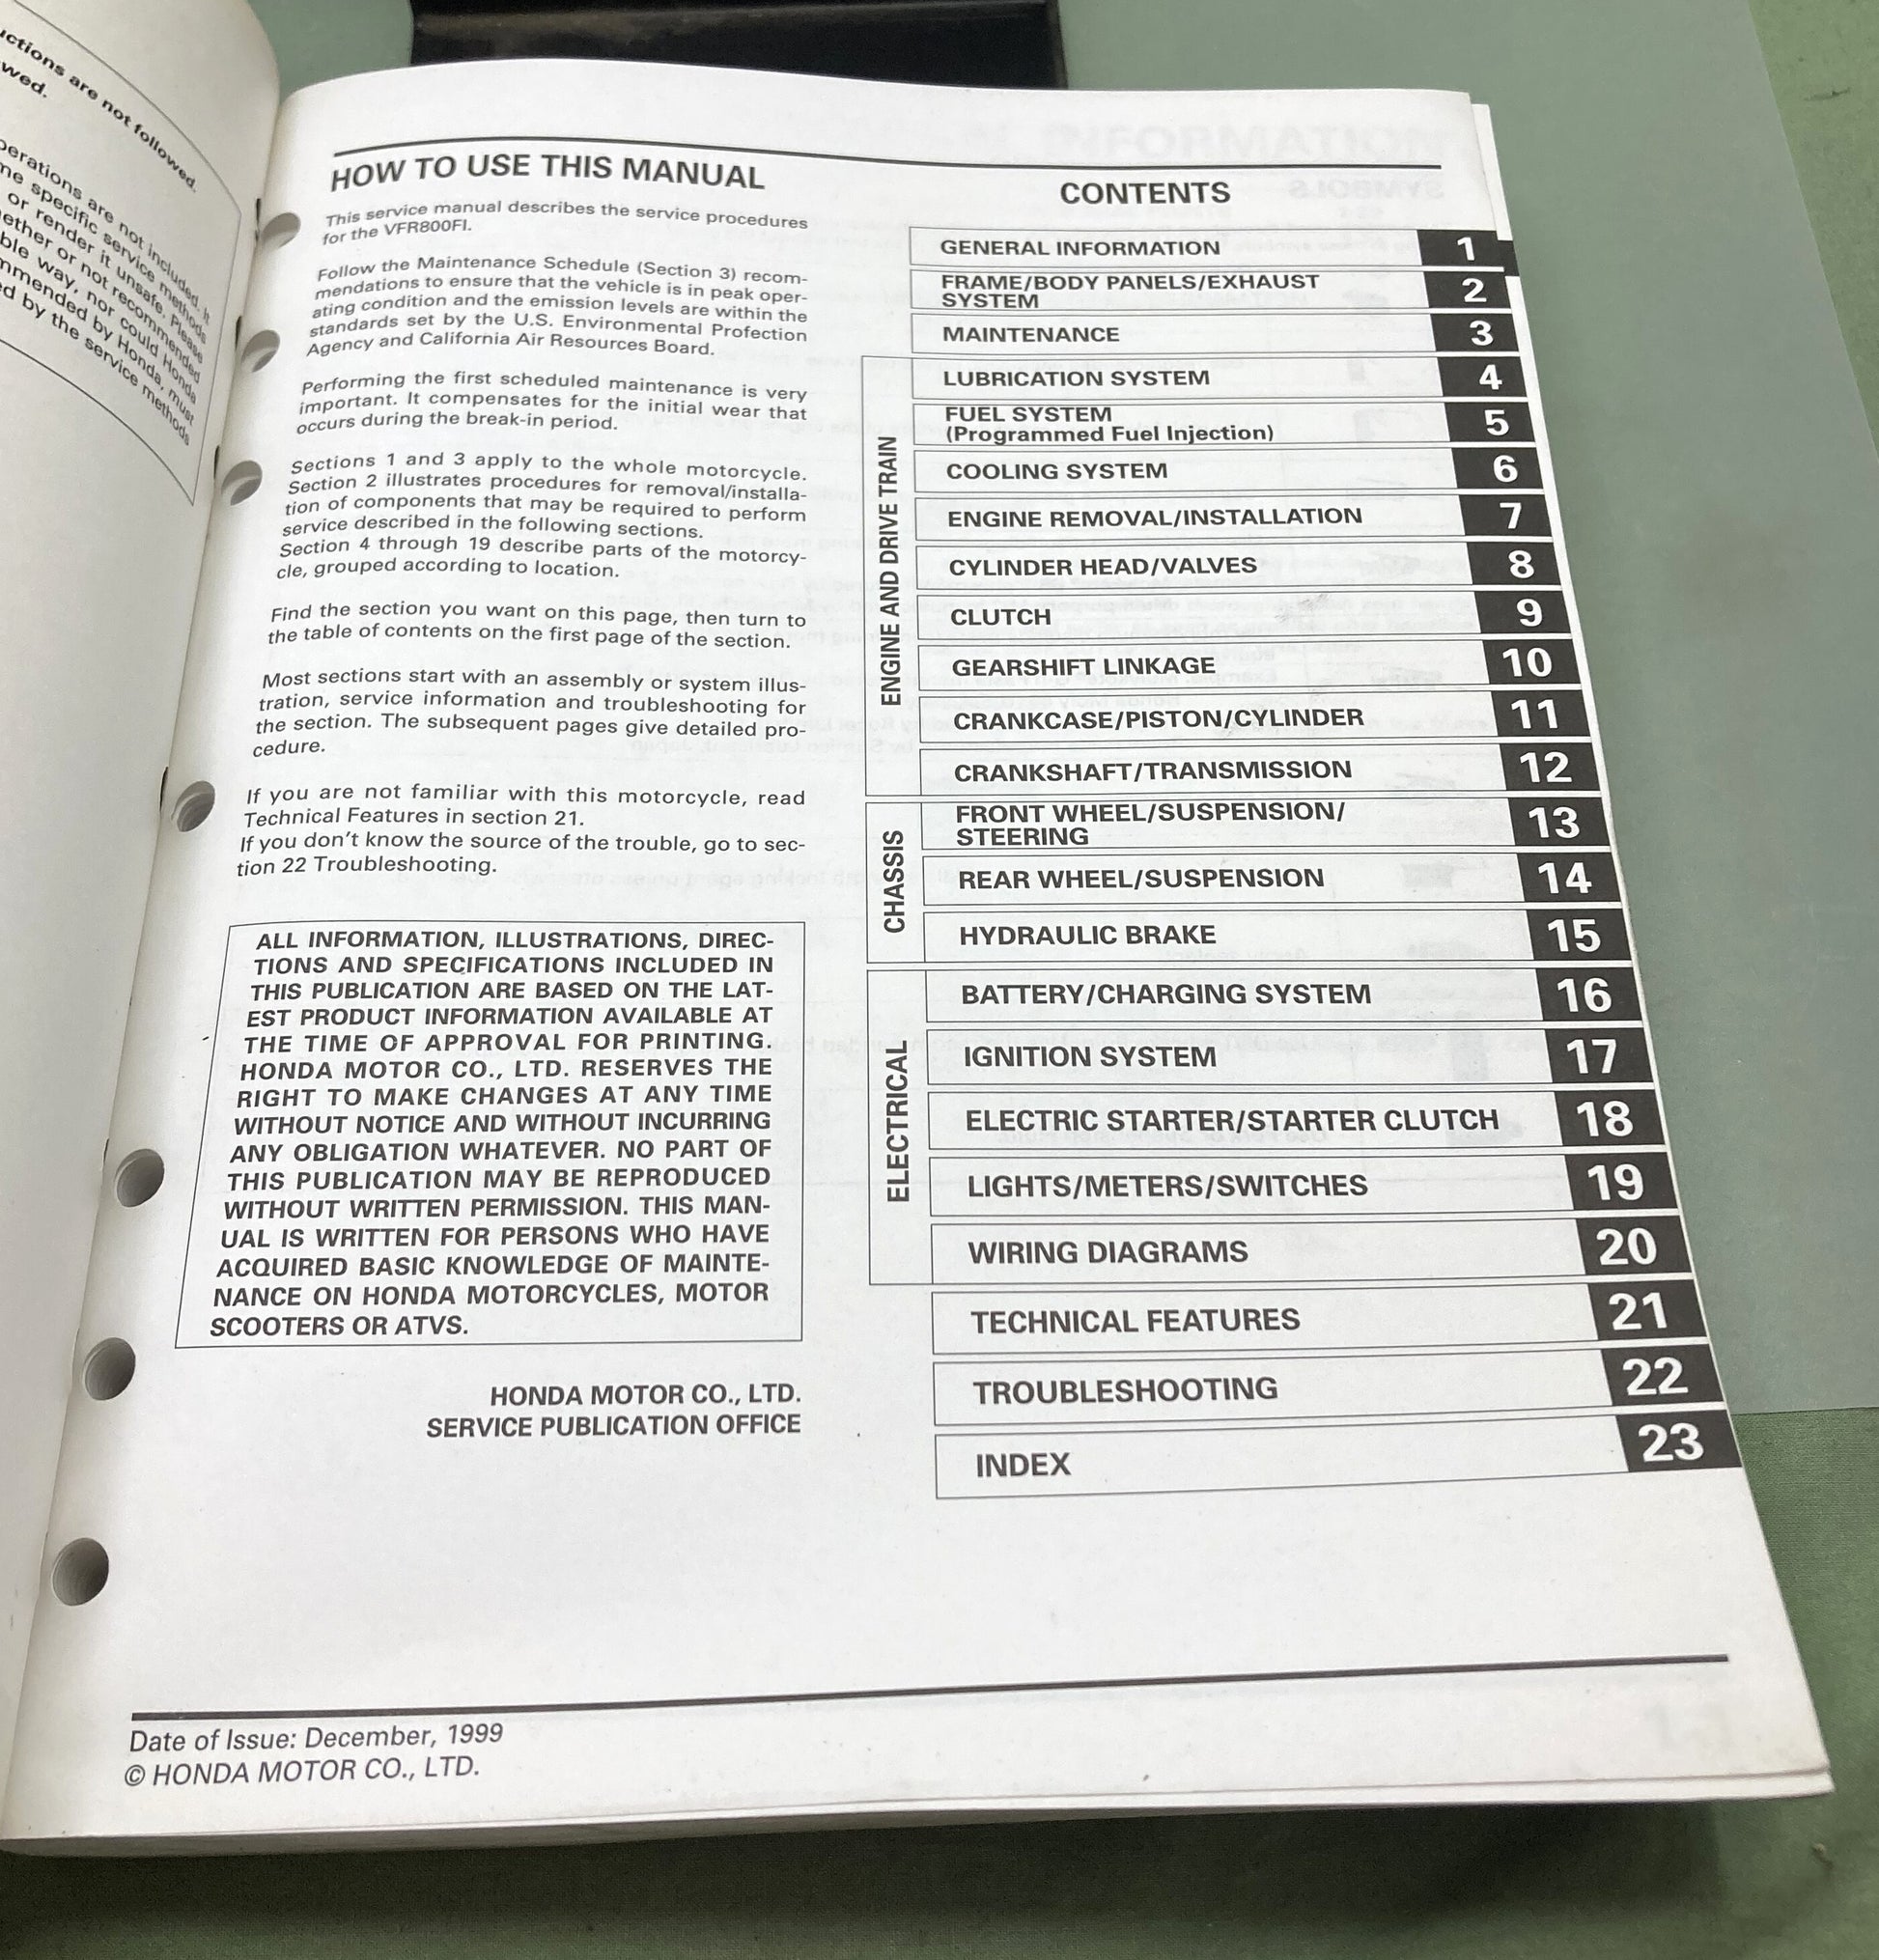 uctions are not followed.
wed.
perations are not included. It
me specific service methods
or render it unsafe. Please
ether or not recommended
ble way, nor could Honda
mmended by Honda, must
ed by the service methods
HOW TO USE THIS MANUAL
This service manual describes the service procedures
for the VFR800FI.
Follow the Maintenance Schedule (Section 3) recom-
mendations to ensure that the vehicle is in peak oper-
ating condition and the emission levels are within the
standards set by the U.S. Environmental Profection
Agency and California Air Resources Board.
Performing the first scheduled maintenance is very
important. It compensates for the initial wear that
occurs during the break-in period.
Sections 1 and 3 apply to the whole motorcycle.
Section 2 illustrates procedures for removal/installa-
tion of components that may be required to perform
service described in the following sections.
Section 4 through 19 describe parts of the motorcy-
cle, grouped according to location.
Find the section you want on this page, then turn to
the table of contents on the first page of the section.
Most sections start with an assembly or system illus-
tration, service information and troubleshooting for
the section. The subsequent pages give detailed pro-
cedure.
If you are not familiar with this motorcycle, read
Technical Features in section 21.
If you don't know the source of the trouble, go to sec-
tion 22 Troubleshooting.
ALL INFORMATION, ILLUSTRATIONS, DIREC-
TIONS AND SPECIFICATIONS INCLUDED IN
THIS PUBLICATION ARE BASED ON THE LAT-
EST PRODUCT INFORMATION AVAILABLE AT
THE TIME OF APPROVAL FOR PRINTING.
HONDA MOTOR CO., LTD. RESERVES THE
RIGHT TO MAKE CHANGES AT ANY TIME
WITHOUT NOTICE AND WITHOUT INCURRING
ANY OBLIGATION WHATEVER. NO PART OF
THIS PUBLICATION MAY BE REPRODUCED
WITHOUT WRITTEN PERMISSION. THIS MAN-
UAL IS WRITTEN FOR PERSONS WHO HAVE
ACQUIRED BASIC KNOWLEDGE OF MAINTE-
NANCE ON HONDA MOTORCYCLES, MOTOR
SCOOTERS OR ATVS.
HONDA MOTOR CO., LTD.
SERVICE PUBLICATION OFFICE
CONTENTS
GENERAL INFORMATION 1
FRAME/BODY PANELS/EXHAUST
SYSTEM 2
MAINTENANCE 3
ENGINE AND DRIVE TRAIN
LUBRICATION SYSTEM 4
FUEL SYSTEM
(Programmed Fuel Injection) 5
COOLING SYSTEM 6
ENGINE REMOVAL/INSTALLATION 7
CYLINDER HEAD/VALVES 8
CLUTCH 9
GEARSHIFT LINKAGE 10
CRANKCASE/PISTON/CYLINDER 11
CRANKSHAFT/TRANSMISSION 12
CHASSIS
FRONT WHEEL/SUSPENSION/
STEERING 13
REAR WHEEL/SUSPENSION 14
HYDRAULIC BRAKE 15
ELECTRICAL
BATTERY/CHARGING SYSTEM 16
IGNITION SYSTEM 17
ELECTRIC STARTER/STARTER CLUTCH 18
LIGHTS/METERS/SWITCHES 19
WIRING DIAGRAMS 20
TECHNICAL FEATURES 21
TROUBLESHOOTING 22
INDEX 23
Date of Issue: December, 1999
© HONDA MOTOR CO., LTD.